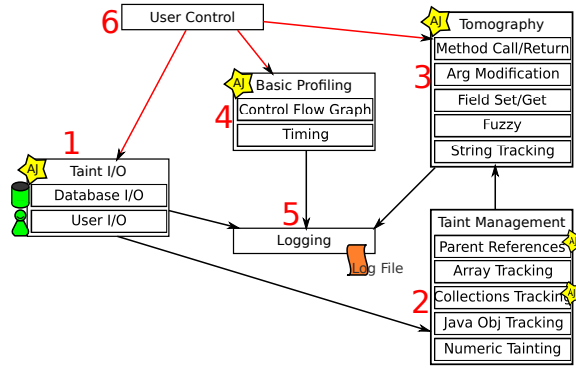 6
User Control
AJ
Tomography
Method Call/Return
3
Arg Modification
Field Set/Get
Fuzzy
String Tracking
AJ
Basic Profiling
4
Control Flow Graph
Timing
1
AJ
Taint I/O
Database I/O
User I/O
5
Logging
Log File
Taint Management
Parent References
AJ
Array Tracking
2
Collections Tracking
AJ
Java Obj Tracking
Numeric Tainting